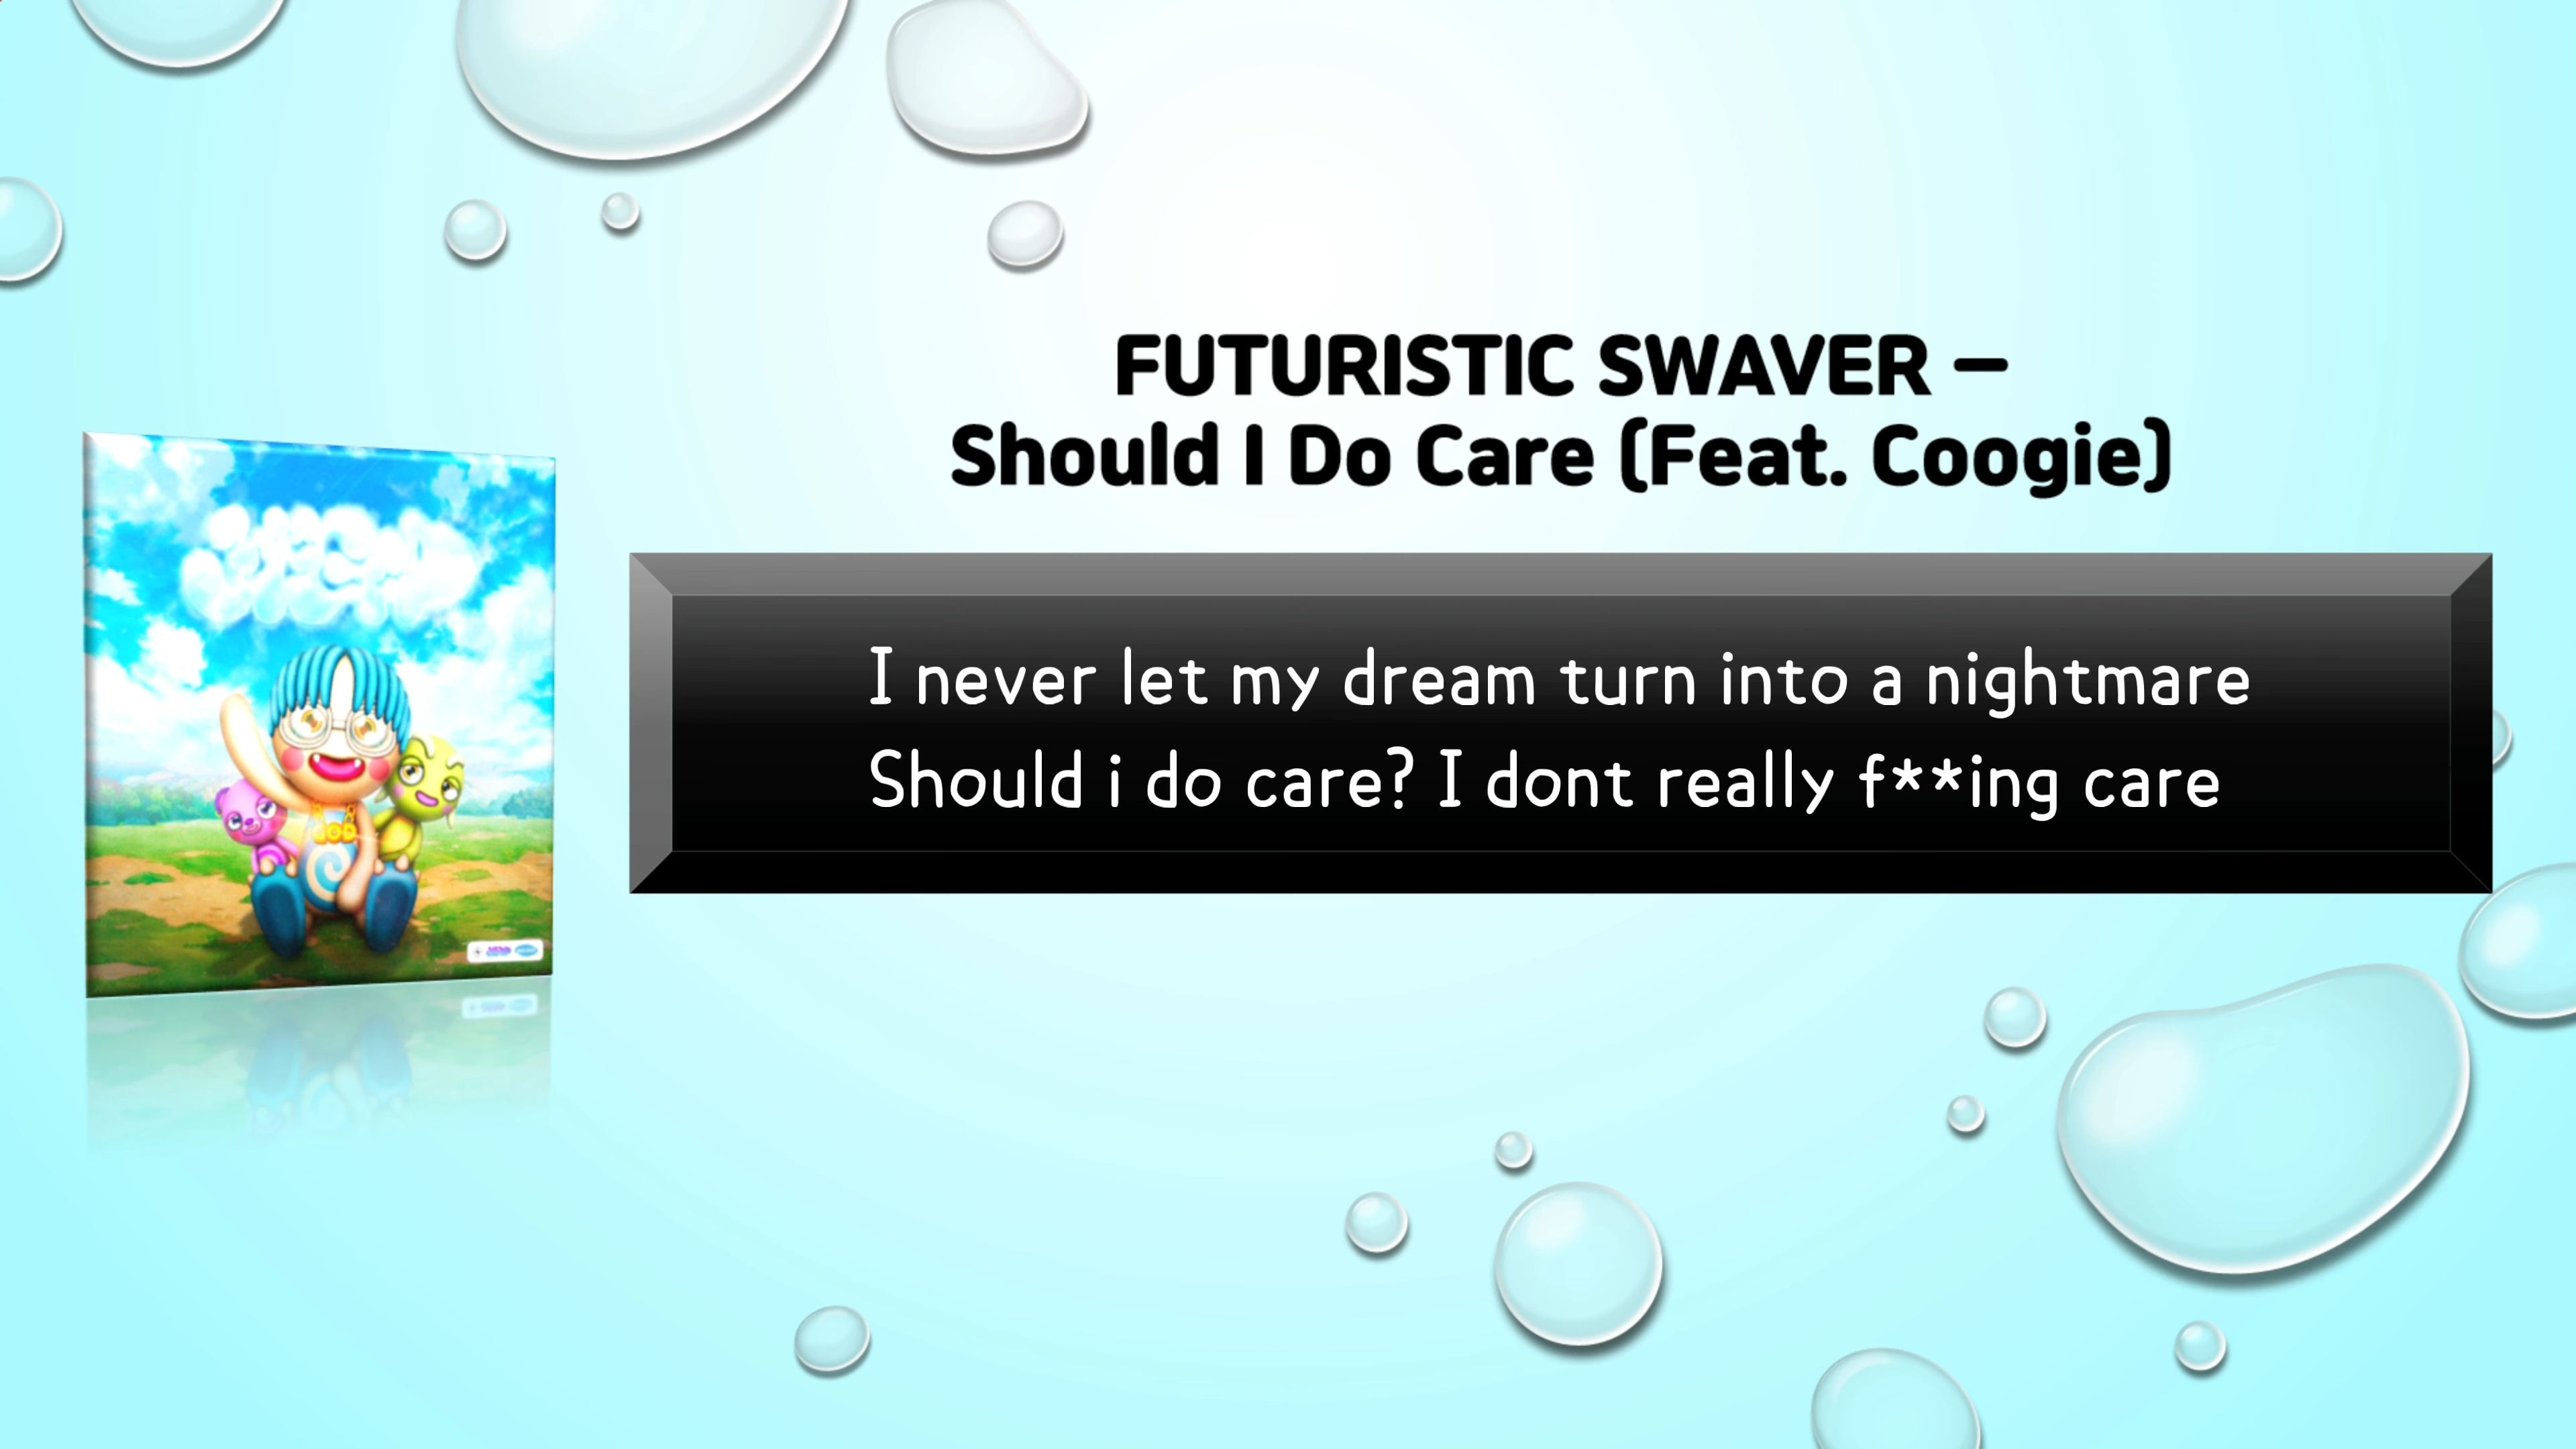 FUTURISTIC SWAVER –
Should I Do Care (Feat. Coogie)
I never let my dream turn into a nightmare
Should i do care? I dont really f**ing care